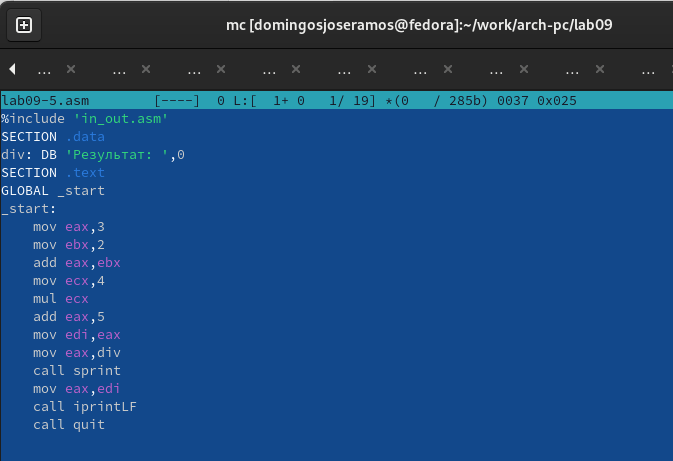 mc [domingosjoseramos@fedora]:~/work/arch-pc/lab09
... × ... × ... × ... × ... × ... × ... × ... × ...
lab09-5.asm [----] 0 L:[ 1+ 0 1/ 19] *(0 / 285b) 0037 0x025
%include 'in_out.asm'
SECTION .data
div: DB 'Результат: ',0
SECTION .text
GLOBAL _start
_start:
mov eax,3
mov ebx,2
add eax,ebx
mov ecx,4
mul ecx
add eax,5
mov edi,eax
mov eax,div
call sprint
mov eax,edi
call iprintLF
call quit